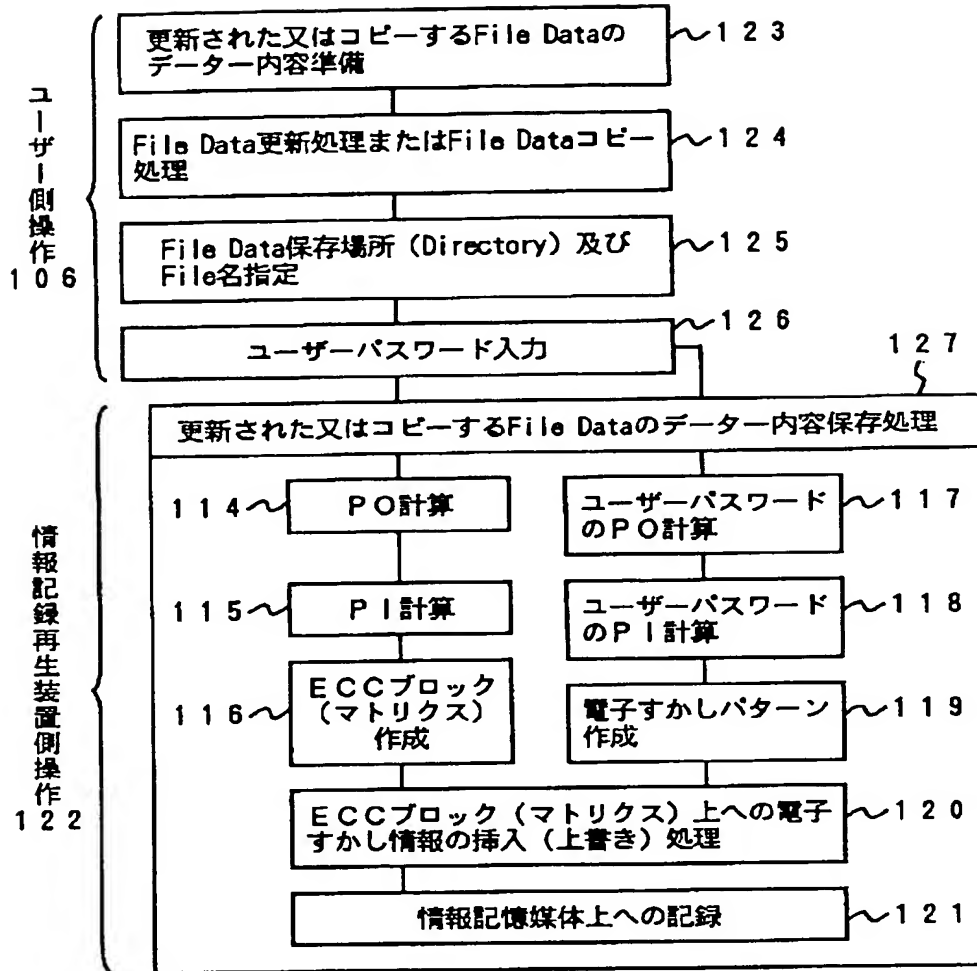 更新された又はコピーするFile Dataの
データー内容準備
123
File Data更新処理またはFile Dataコピー
処理
124
File Data保存場所（Directory）及び
File名指定
125
ユーザーパスワード入力
126
ユーザー側操作
106
127
更新された又はコピーするFile Dataのデーター内容保存処理
114
PO計算
ユーザーパスワード
のPO計算
117
115
PI計算
ユーザーパスワード
のPI計算
118
116
ECCブロック
（マトリクス）
作成
電子すかしパターン
作成
119
ECCブロック（マトリクス）上への電子
すかし情報の挿入（上書き）処理
120
情報記憶媒体上への記録
121
情報記録再生装置側操作
122